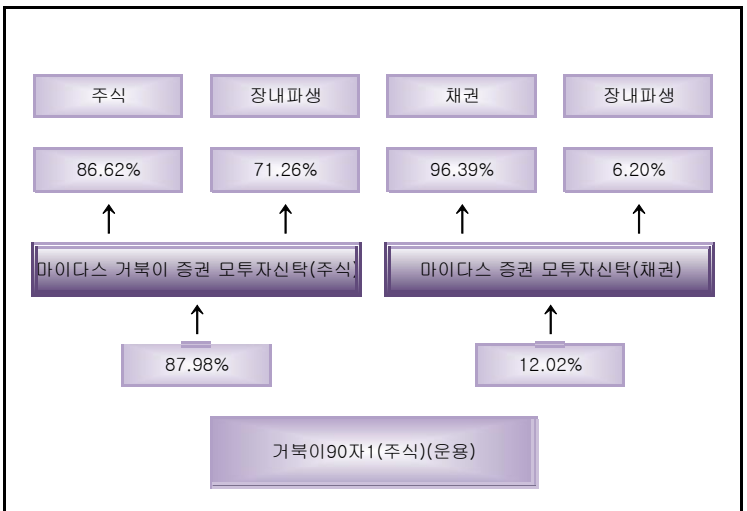 주식 장내파생 채권 장내파생
86.62% 71.26% 96.39% 6.20%
마이다스 거북이 증권 모투자신탁(주식) 마이다스 증권 모투자신탁(채권)
87.98% 12.02%
거북이90자1(주식)(운용)